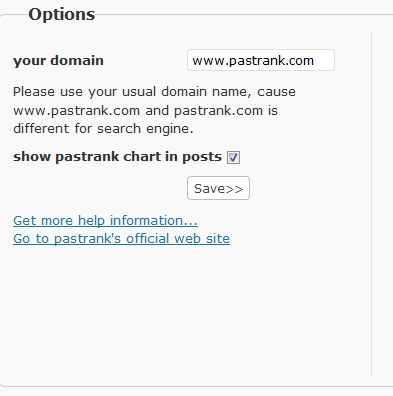 Options
your domain www.pastrank.com
Please use your usual domain name, cause
www.pastrank.com and pastrank.com is
different for search engine.
show pastrank chart in posts
Save>>
Get more help information...
Go to pastrank's official web site